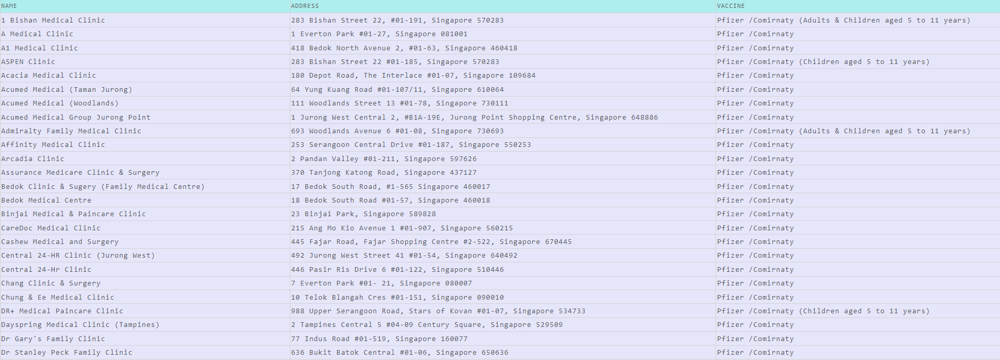 NAME ADDRESS VACCINE
1 Bishan Medical Clinic 283 Bishan Street 22, #01-191, Singapore 570283 Pfizer /Comirnaty (Adults & Children aged 5 to 11 years)
A Medical Clinic 1 Everton Park #01-27, Singapore 081001 Pfizer /Comirnaty
A1 Medical Clinic 418 Bedok North Avenue 2, #01-63, Singapore 460418 Pfizer /Comirnaty
ASPEN Clinic 283 Bishan Street 22 #01-185, Singapore 570283 Pfizer /Comirnaty (Children aged 5 to 11 years)
Acacia Medical Clinic 180 Depot Road, The Interlace #01-07, Singapore 109684 Pfizer /Comirnaty
Acumed Medical (Taman Jurong) 64 Yung Kuang Road #01-107/11, Singapore 610064 Pfizer /Comirnaty
Acumed Medical (Woodlands) 111 Woodlands Street 13 #01-78, Singapore 730111 Pfizer /Comirnaty
Acumed Medical Group Jurong Point 1 Jurong West Central 2, #B1A-19E, Jurong Point Shopping Centre, Singapore 648886 Pfizer /Comirnaty
Admiralty Family Medical Clinic 693 Woodlands Avenue 6 #01-08, Singapore 730693 Pfizer /Comirnaty (Adults & Children aged 5 to 11 years)
Affinity Medical Clinic 253 Serangoon Central Drive #01-187, Singapore 550253 Pfizer /Comirnaty
Arcadia Clinic 2 Pandan Valley #01-211, Singapore 597626 Pfizer /Comirnaty
Assurance Medicare Clinic & Surgery 370 Tanjong Katong Road, Singapore 437127 Pfizer /Comirnaty
Bedok Clinic & Sugery (Family Medical Centre) 17 Bedok South Road, #1-565 Singapore 460017 Pfizer /Comirnaty
Bedok Medical Centre 18 Bedok South Road #01-57, Singapore 460018 Pfizer /Comirnaty
Binjai Medical & Paincare Clinic 23 Binjai Park, Singapore 589828 Pfizer /Comirnaty
CareDoc Medical Clinic 215 Ang Mo Kio Avenue 1 #01-907, Singapore 560215 Pfizer /Comirnaty
Cashew Medical and Surgery 445 Fajar Road, Fajar Shopping Centre #2-522, Singapore 670445 Pfizer /Comirnaty
Central 24-HR Clinic (Jurong West) 492 Jurong West Street 41 #01-54, Singapore 640492 Pfizer /Comirnaty
Central 24-Hr Clinic 446 Pasir Ris Drive 6 #01-122, Singapore 510446 Pfizer /Comirnaty
Chang Clinic & Surgery 7 Everton Park #01- 21, Singapore 080007 Pfizer /Comirnaty
Chung & Ee Medical Clinic 10 Telok Blangah Cres #01-151, Singapore 090010 Pfizer /Comirnaty
DR+ Medical Paincare Clinic 988 Upper Serangoon Road, Stars of Kovan #01-07, Singapore 534733 Pfizer /Comirnaty (Children aged 5 to 11 years)
Dayspring Medical Clinic (Tampines) 2 Tampines Central 5 #04-09 Century Square, Singapore 529509 Pfizer /Comirnaty
Dr Gary's Family Clinic 77 Indus Road #01-519, Singapore 160077 Pfizer /Comirnaty
Dr Stanley Peck Family Clinic 636 Bukit Batok Central #01-06, Singapore 650636 Pfizer /Comirnaty